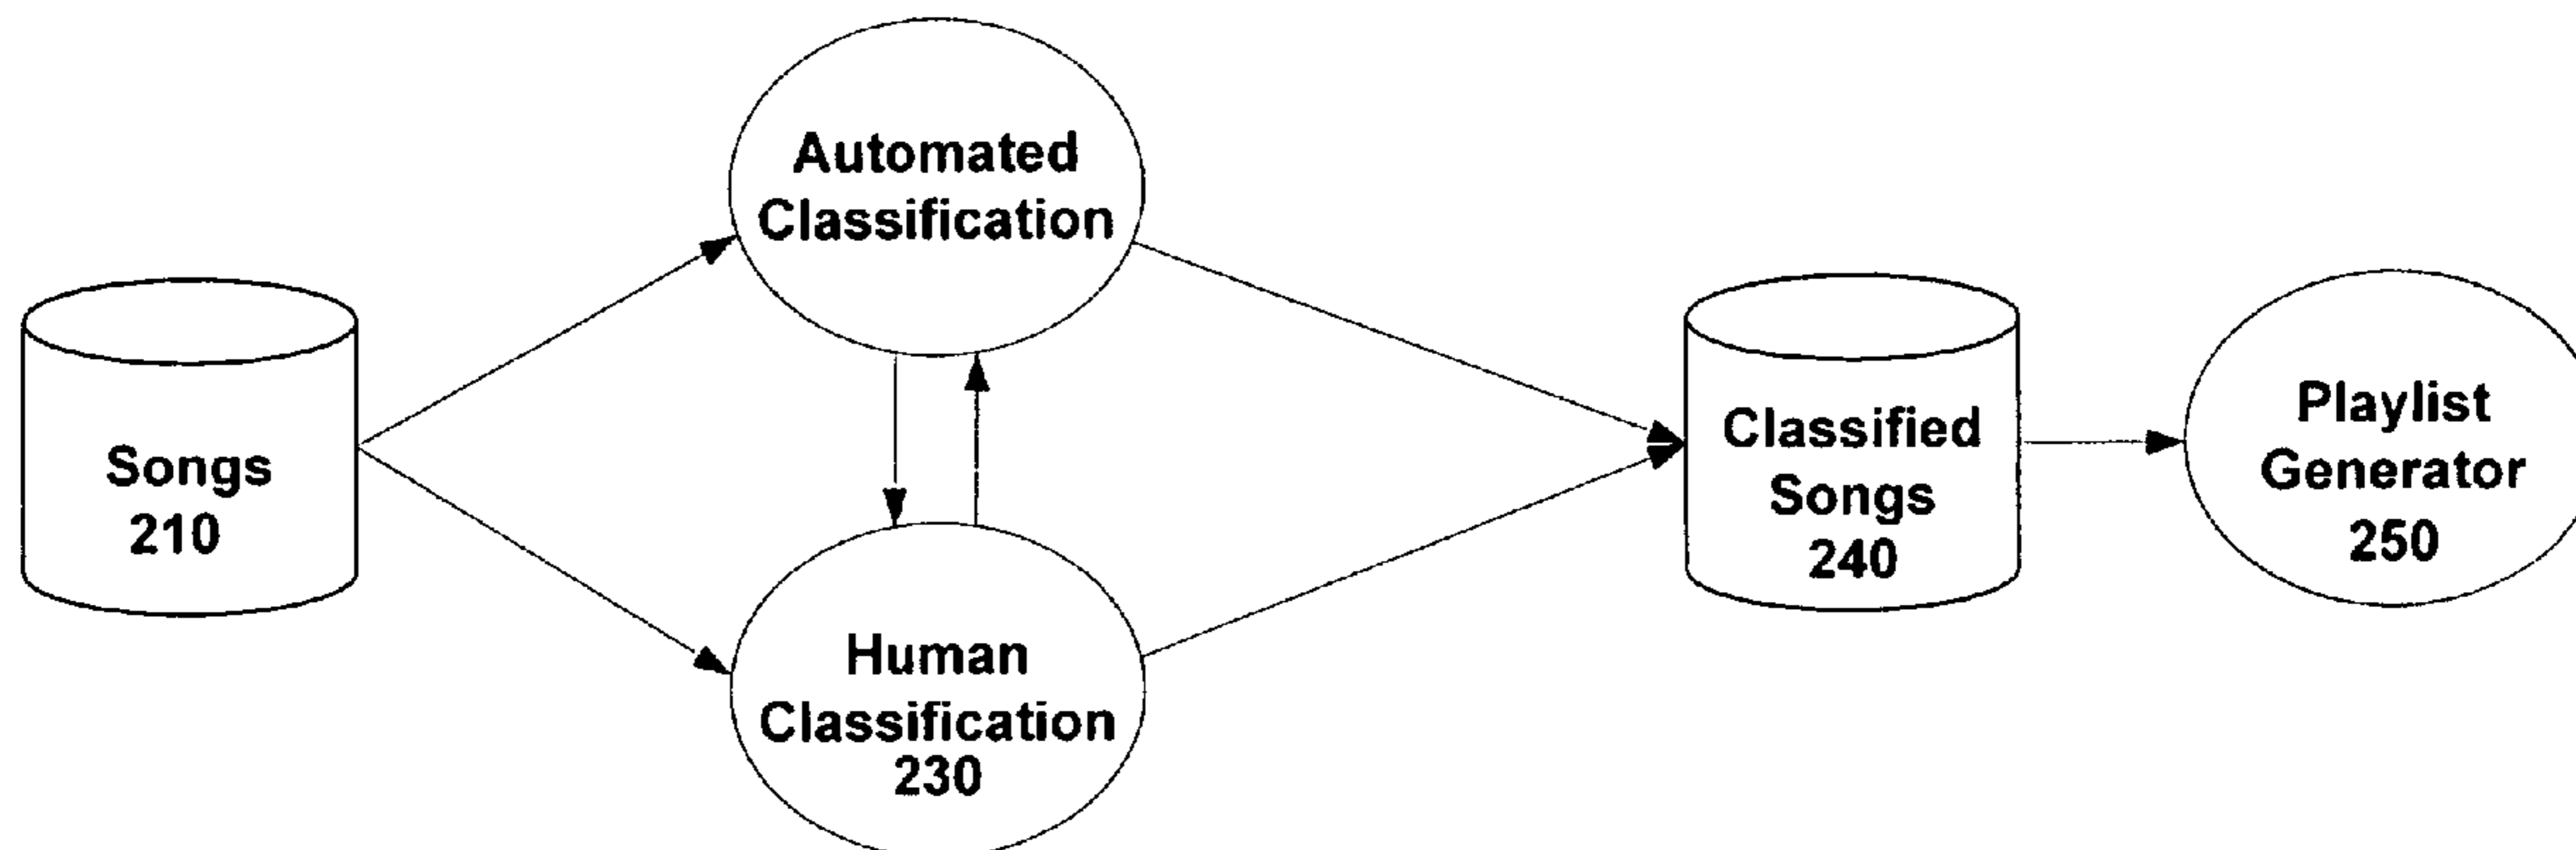 Automated
Classification
Songs
210
Human
Classification
230
Classified
Songs
240
Playlist
Generator
250